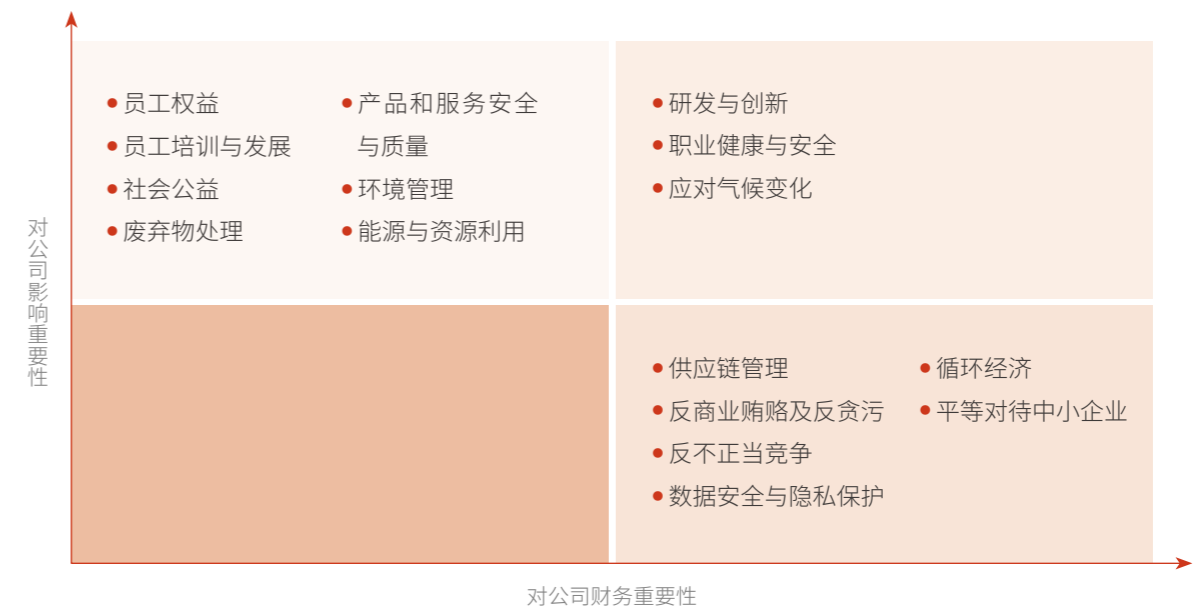 对公司影响重要性
●员工权益
●员工培训与发展
●社会公益
●废弃物处理
●产品和服务安全
与质量
●环境管理
●能源与资源利用
●研发与创新
●职业健康与安全
●应对气候变化
●供应链管理
●反商业贿赂及反贪污
●反不正当竞争
●数据安全与隐私保护
●循环经济
●平等对待中小企业
对公司财务重要性